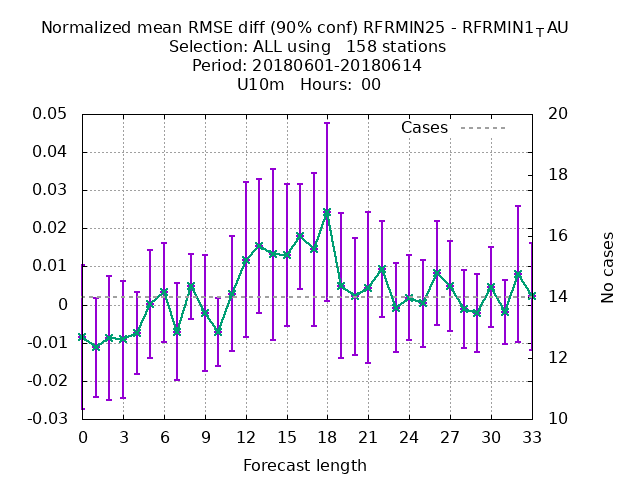 Normalized mean RMSE diff (90% conf) RFRMIN25 - RFRMIN1TAU
Selection: ALL using 158 stations
Period: 20180601-20180614
U10m Hours: 00
Cases
0.05
0.04
0.03
0.02
0.01
0
-0.01
-0.02
-0.03
20
18
16
14
12
10
No cases
0 3 6 9 12 15 18 21 24 27 30 33
Forecast length